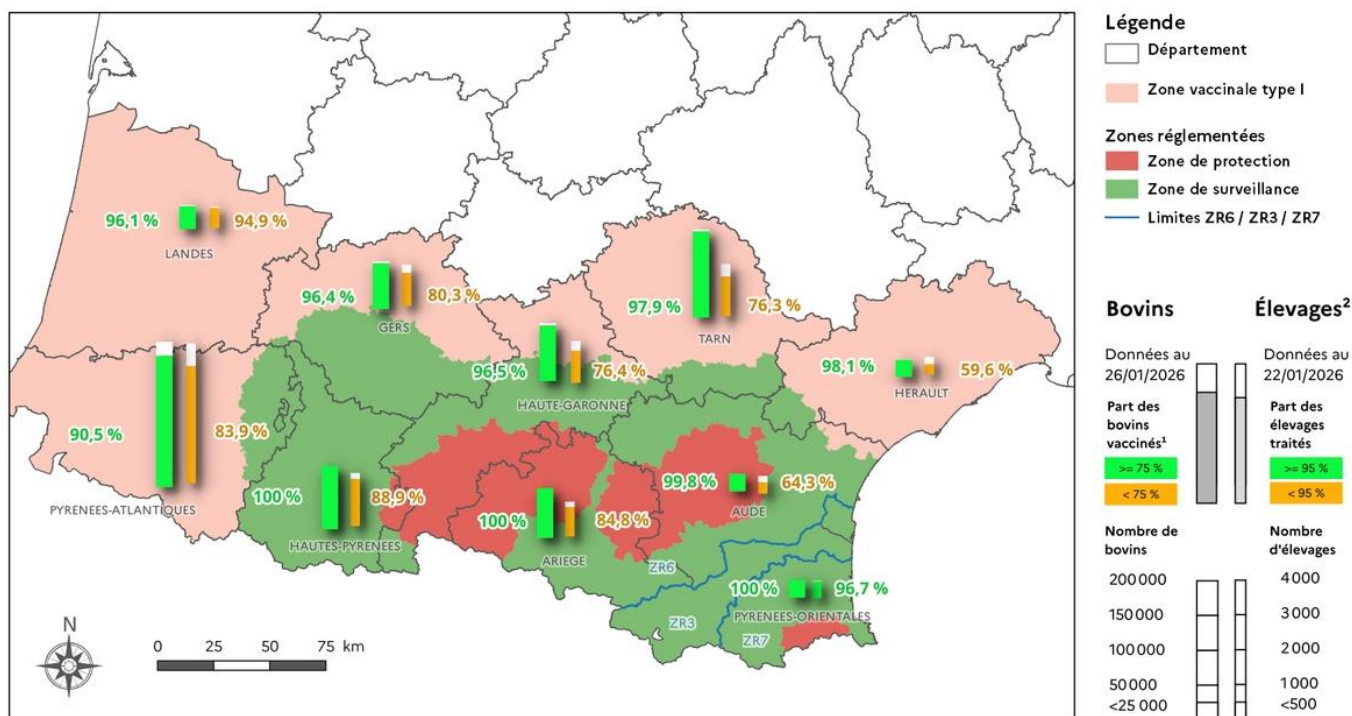 96,1 %
94,9 %
LANDES
96,4 %
80,3 %
GERS
97,9 %
76,3 %
TARN
96,5 %
76,4 %
HAUTE-GARONNE
98,1 %
59,6 %
HERAULT
90,5 %
83,9 %
PYRENEES-ATLANTIQUES
100 %
88,9 %
HAUTES-PYRENEES
100 %
84,8 %
ARIEGE
99,8 %
64,3 %
AUDE
ZR6
100 %
96,7 %
PYRENEES-ORIENTALES
ZR3
ZR7
N
0 25 50 75 km
Légende
Département
Zone vaccinale type I
Zones réglementées
Zone de protection
Zone de surveillance
Limites ZR6 / ZR3 / ZR7
Bovins
Données au
26/01/2026
Part des
bovins
vaccinés¹
>= 75 %
< 75 %
Nombre de
bovins
200 000
150 000
100 000
50 000
<25 000
Élevages²
Données au
22/01/2026
Part des
élevages
traités
>= 95 %
< 95 %
Nombre
d'élevages
4000
3000
2000
1000
<500